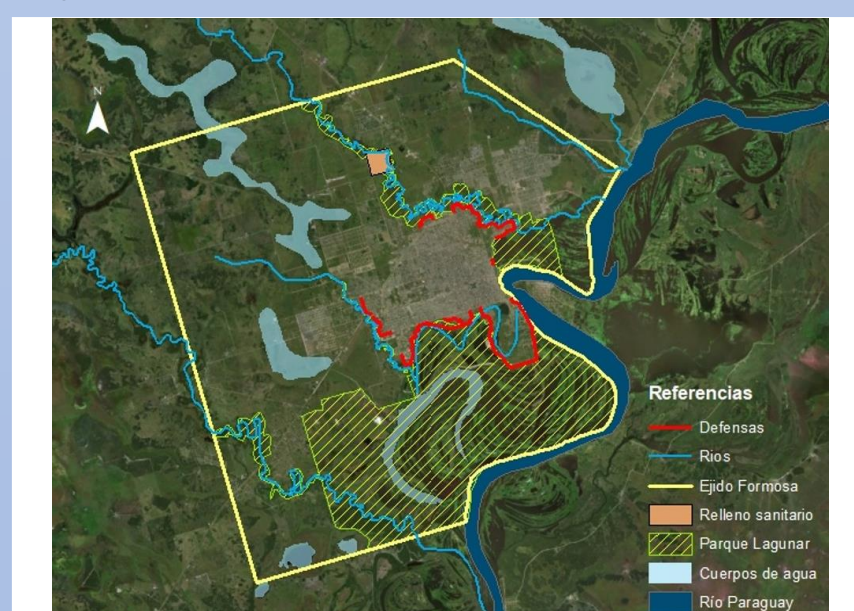 N
Referencias
Defensas
Rios
Ejido Formosa
Relleno sanitario
Parque Lagunar
Cuerpos de agua
Río Paraguay